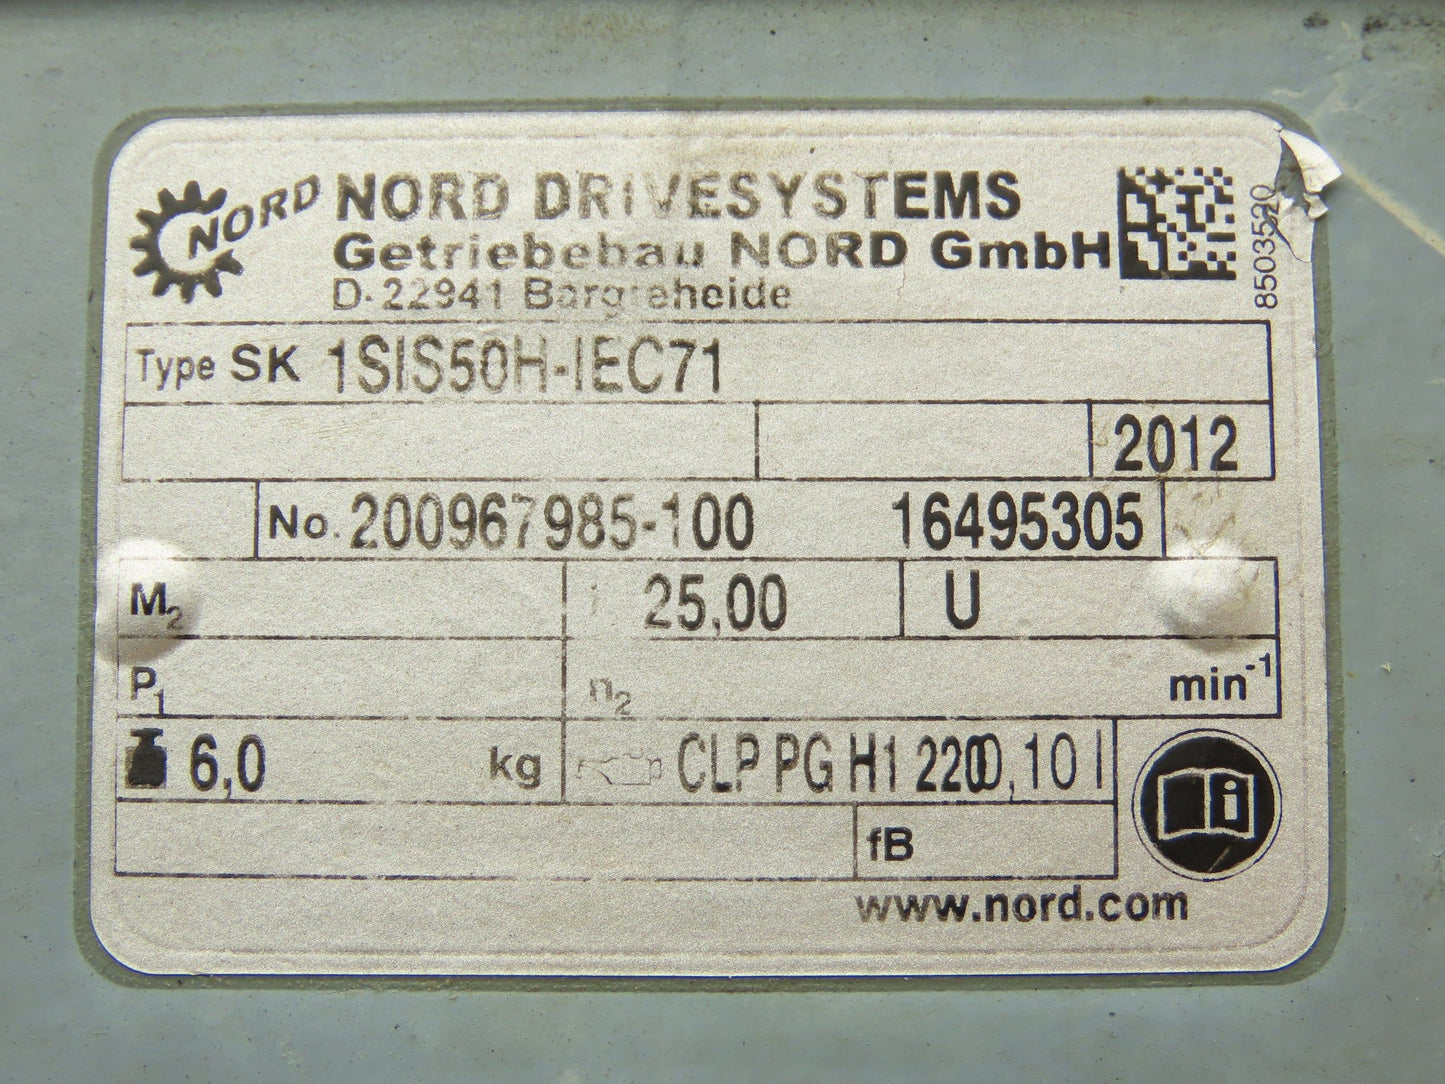 NORD
NORD DRIVESYSTEMS
Getriebebau NORD GmbH
D-22941 Bargteheide
8503520
Type SK 1SIS50H-IEC71
2012
No. 200967985-100 16495305
M2 i 25,00 U
P1 n2 min-1
6,0 kg CLP PG H1 220 0,10 l
fB
i
www.nord.com